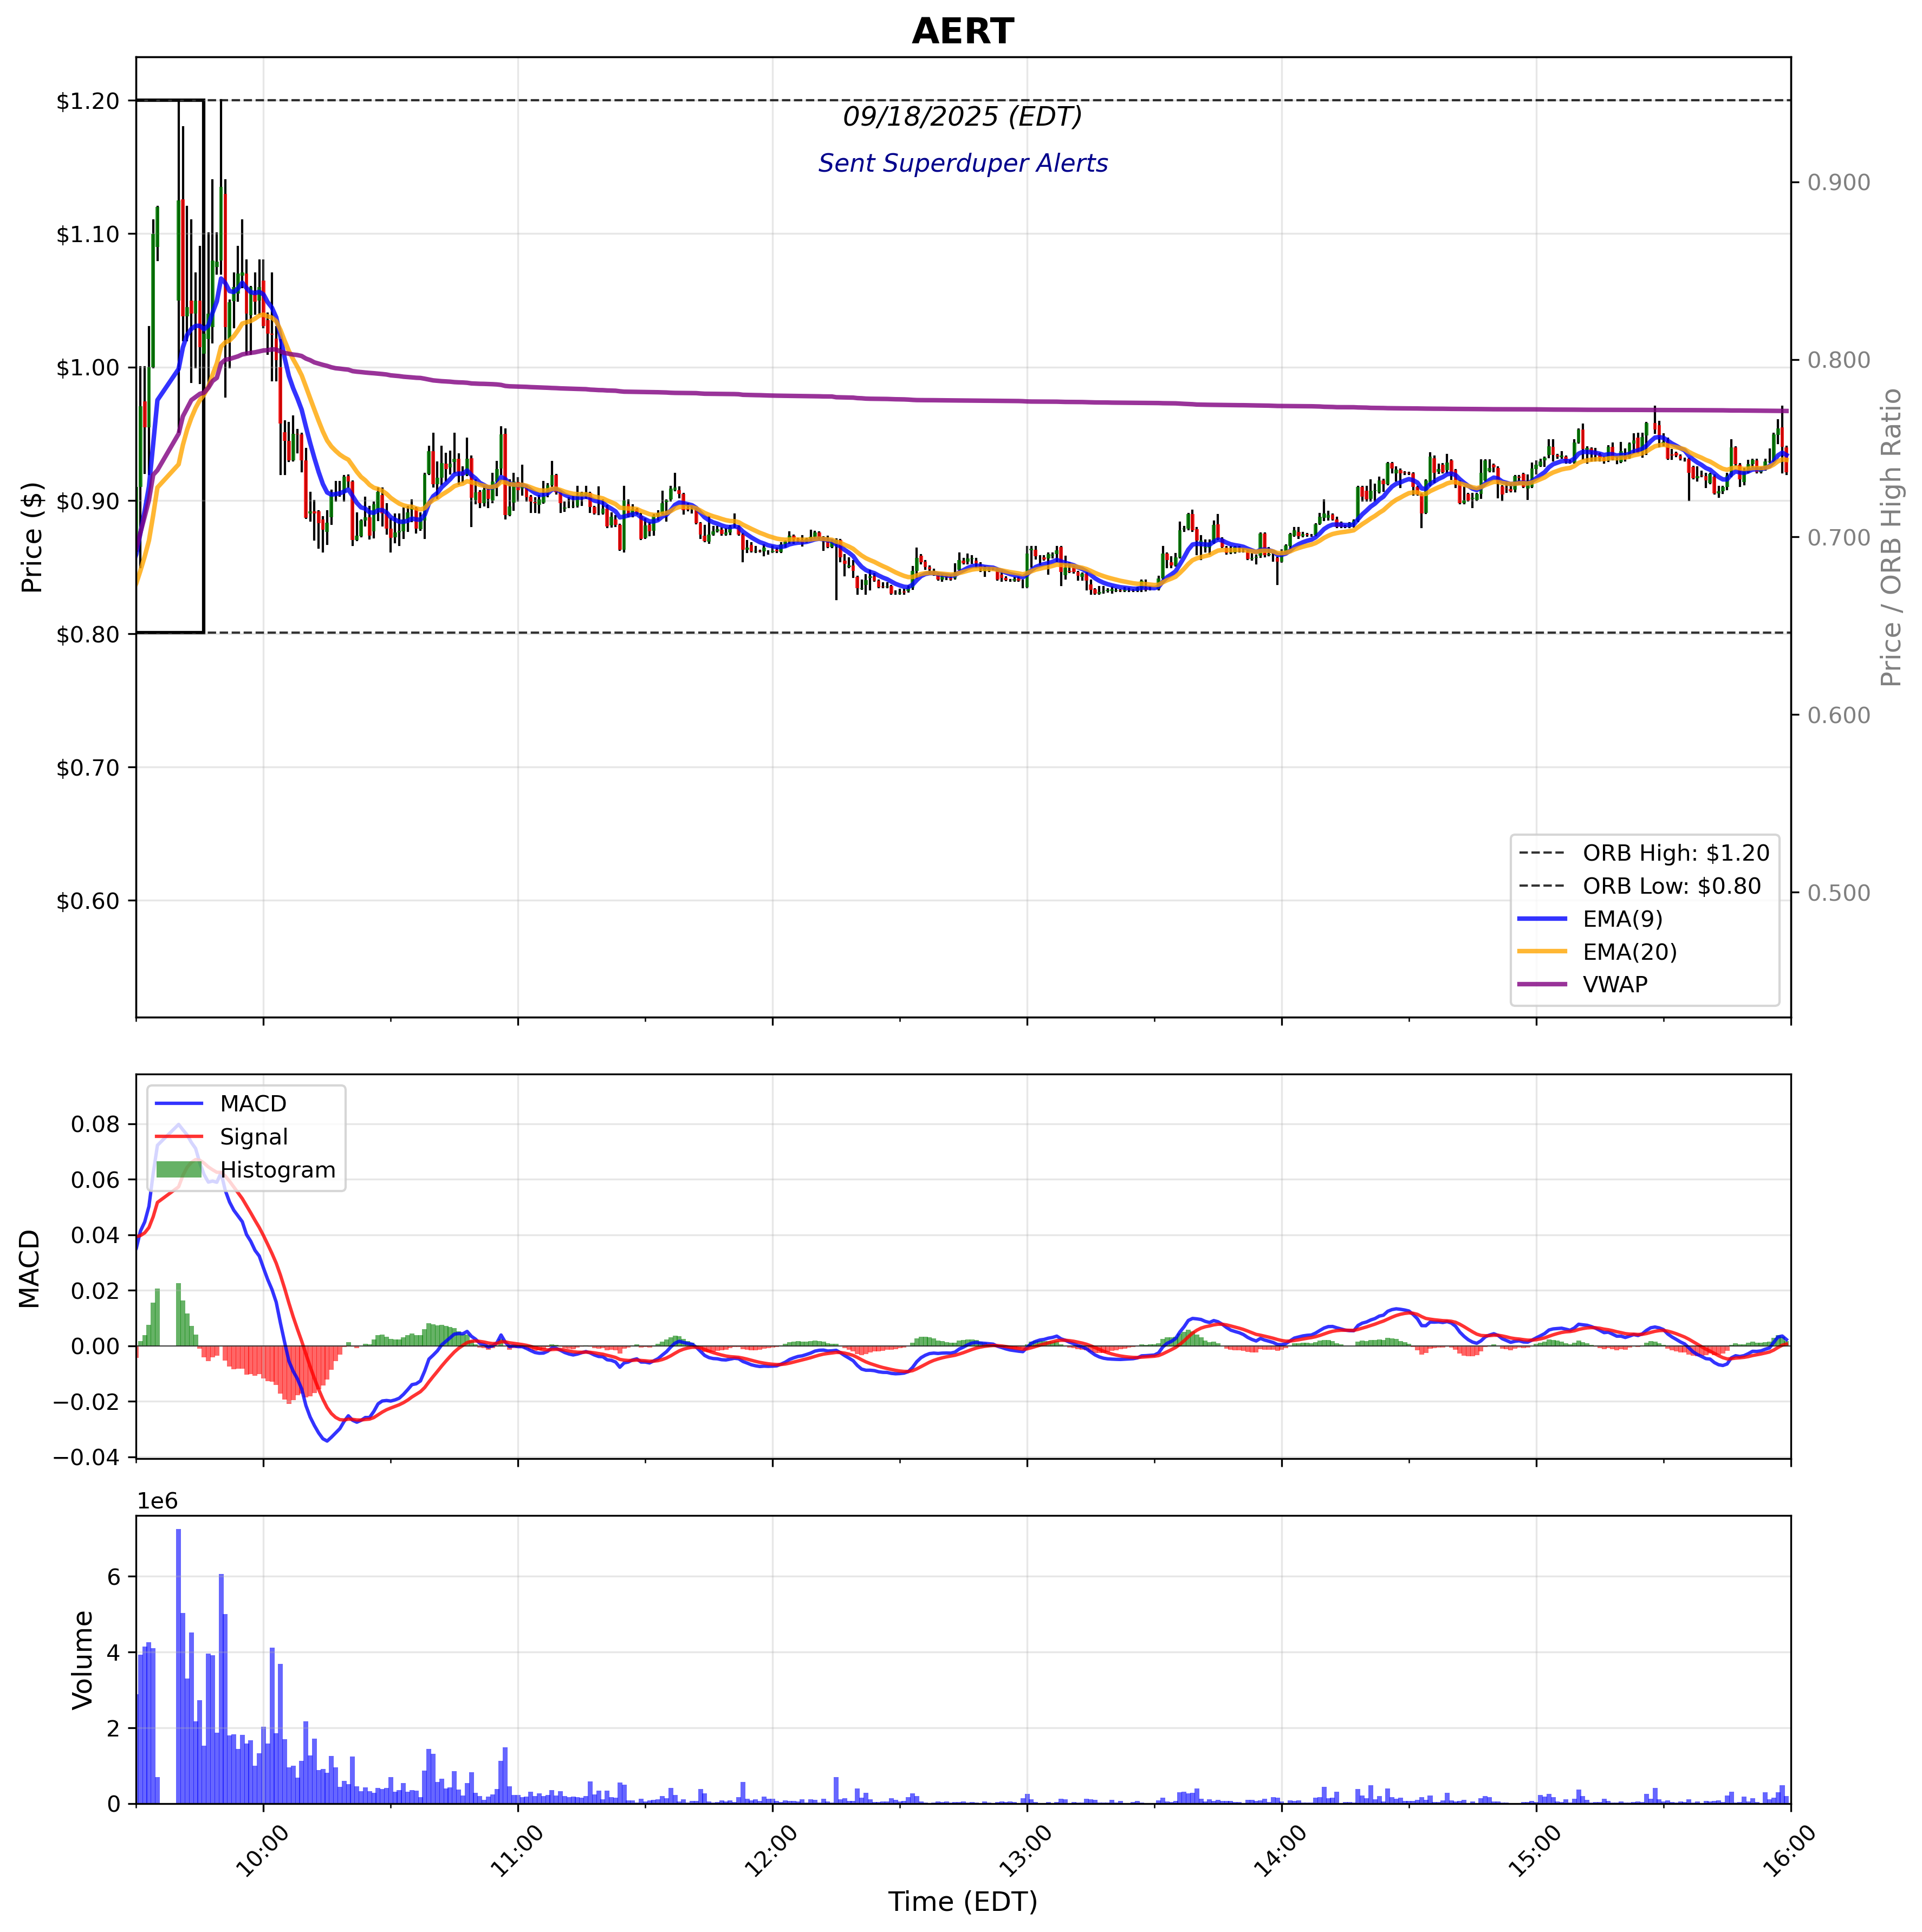 AERT
09/18/2025 (EDT)
Sent Superduper Alerts
$1.20
$1.10
$1.00
$0.90
$0.80
$0.70
$0.60
Price ($)
0.900
0.800
0.700
0.600
0.500
Price / ORB High Ratio
ORB High: $1.20
ORB Low: $0.80
EMA(9)
EMA(20)
VWAP
MACD
Signal
Histogram
0.08
0.06
0.04
0.02
0.00
−0.02
−0.04
MACD
1e6
6
4
2
0
Volume
10:00
11:00
12:00
13:00
14:00
15:00
16:00
Time (EDT)